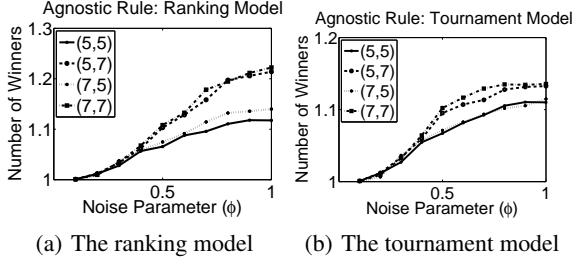 Agnostic Rule: Ranking Model
Number of Winners
1.3
1.2
1.1
1
(5,5)
(5,7)
(7,5)
(7,7)
0.5
1
Noise Parameter (ϕ)
(a) The ranking model
Agnostic Rule: Tournament Model
Number of Winners
1.2
1.1
1
(5,5)
(5,7)
(7,5)
(7,7)
0.5
1
Noise Parameter (ϕ)
(b) The tournament model